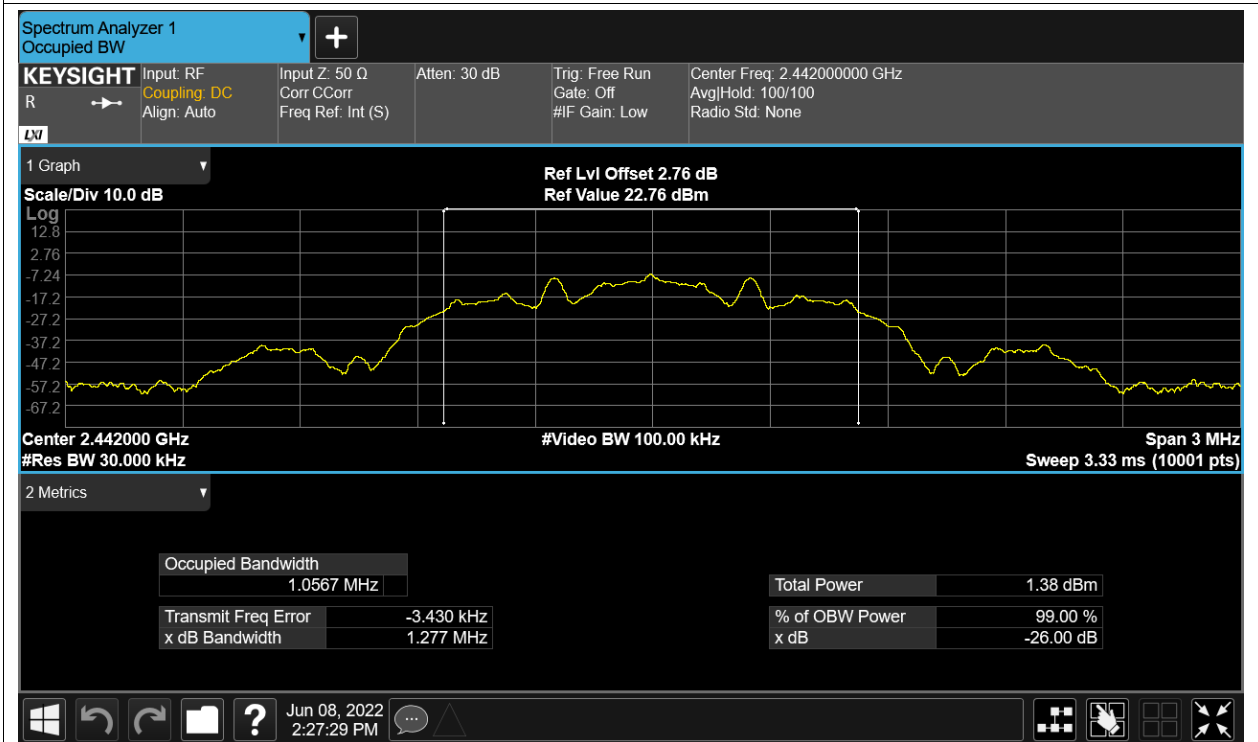 Spectrum Analyzer 1
Occupied BW
▼
+
KEYSIGHT
R
LXI
Input: RF
Coupling: DC
Align: Auto
Input Z: 50 Ω
Corr CCorr
Freq Ref: Int (S)
Atten: 30 dB
Trig: Free Run
Gate: Off
#IF Gain: Low
Center Freq: 2.442000000 GHz
Avg|Hold: 100/100
Radio Std: None
1 Graph ▼
Ref Lvl Offset 2.76 dB
Scale/Div 10.0 dB Ref Value 22.76 dBm
Log
12.8
2.76
-7.24
-17.2
-27.2
-37.2
-47.2
-57.2
-67.2
Center 2.442000 GHz #Video BW 100.00 kHz Span 3 MHz
#Res BW 30.000 kHz Sweep 3.33 ms (10001 pts)
2 Metrics ▼
Occupied Bandwidth
1.0567 MHz
Total Power 1.38 dBm
Transmit Freq Error -3.430 kHz % of OBW Power 99.00 %
x dB Bandwidth 1.277 MHz x dB -26.00 dB
?
Jun 08, 2022
2:27:29 PM